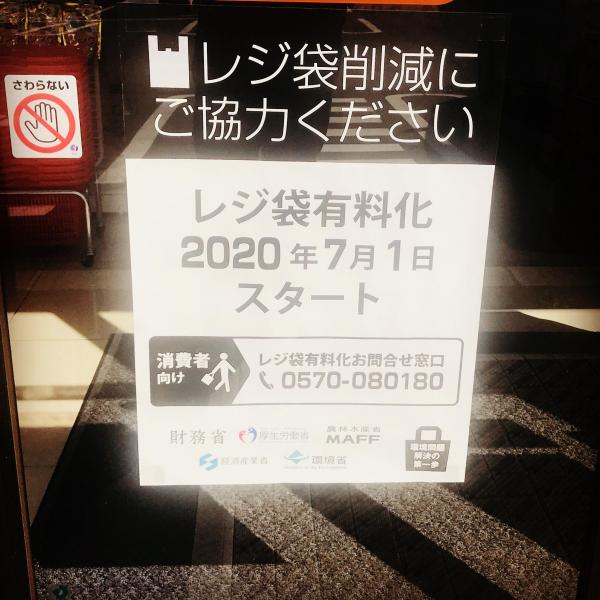 さわらない
レジ袋削減に
ご協力ください
レジ袋有料化
2020年7月1日
スタート
消費者
向け
レジ袋有料化お問合せ窓口
0570-080180
財務省
厚生労働省
農林水産省
MAFF
経済産業省
環境省
環境問題
解決の
第一歩